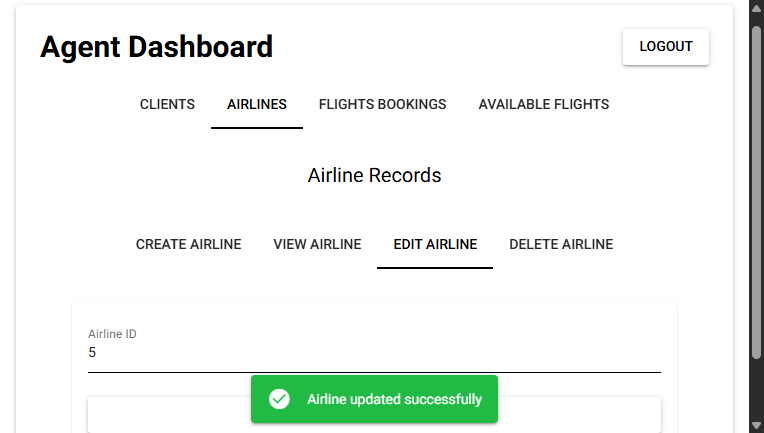 Agent Dashboard
LOGOUT
CLIENTS AIRLINES FLIGHTS BOOKINGS AVAILABLE FLIGHTS
Airline Records
CREATE AIRLINE VIEW AIRLINE EDIT AIRLINE DELETE AIRLINE
Airline ID
5
Airline updated successfully